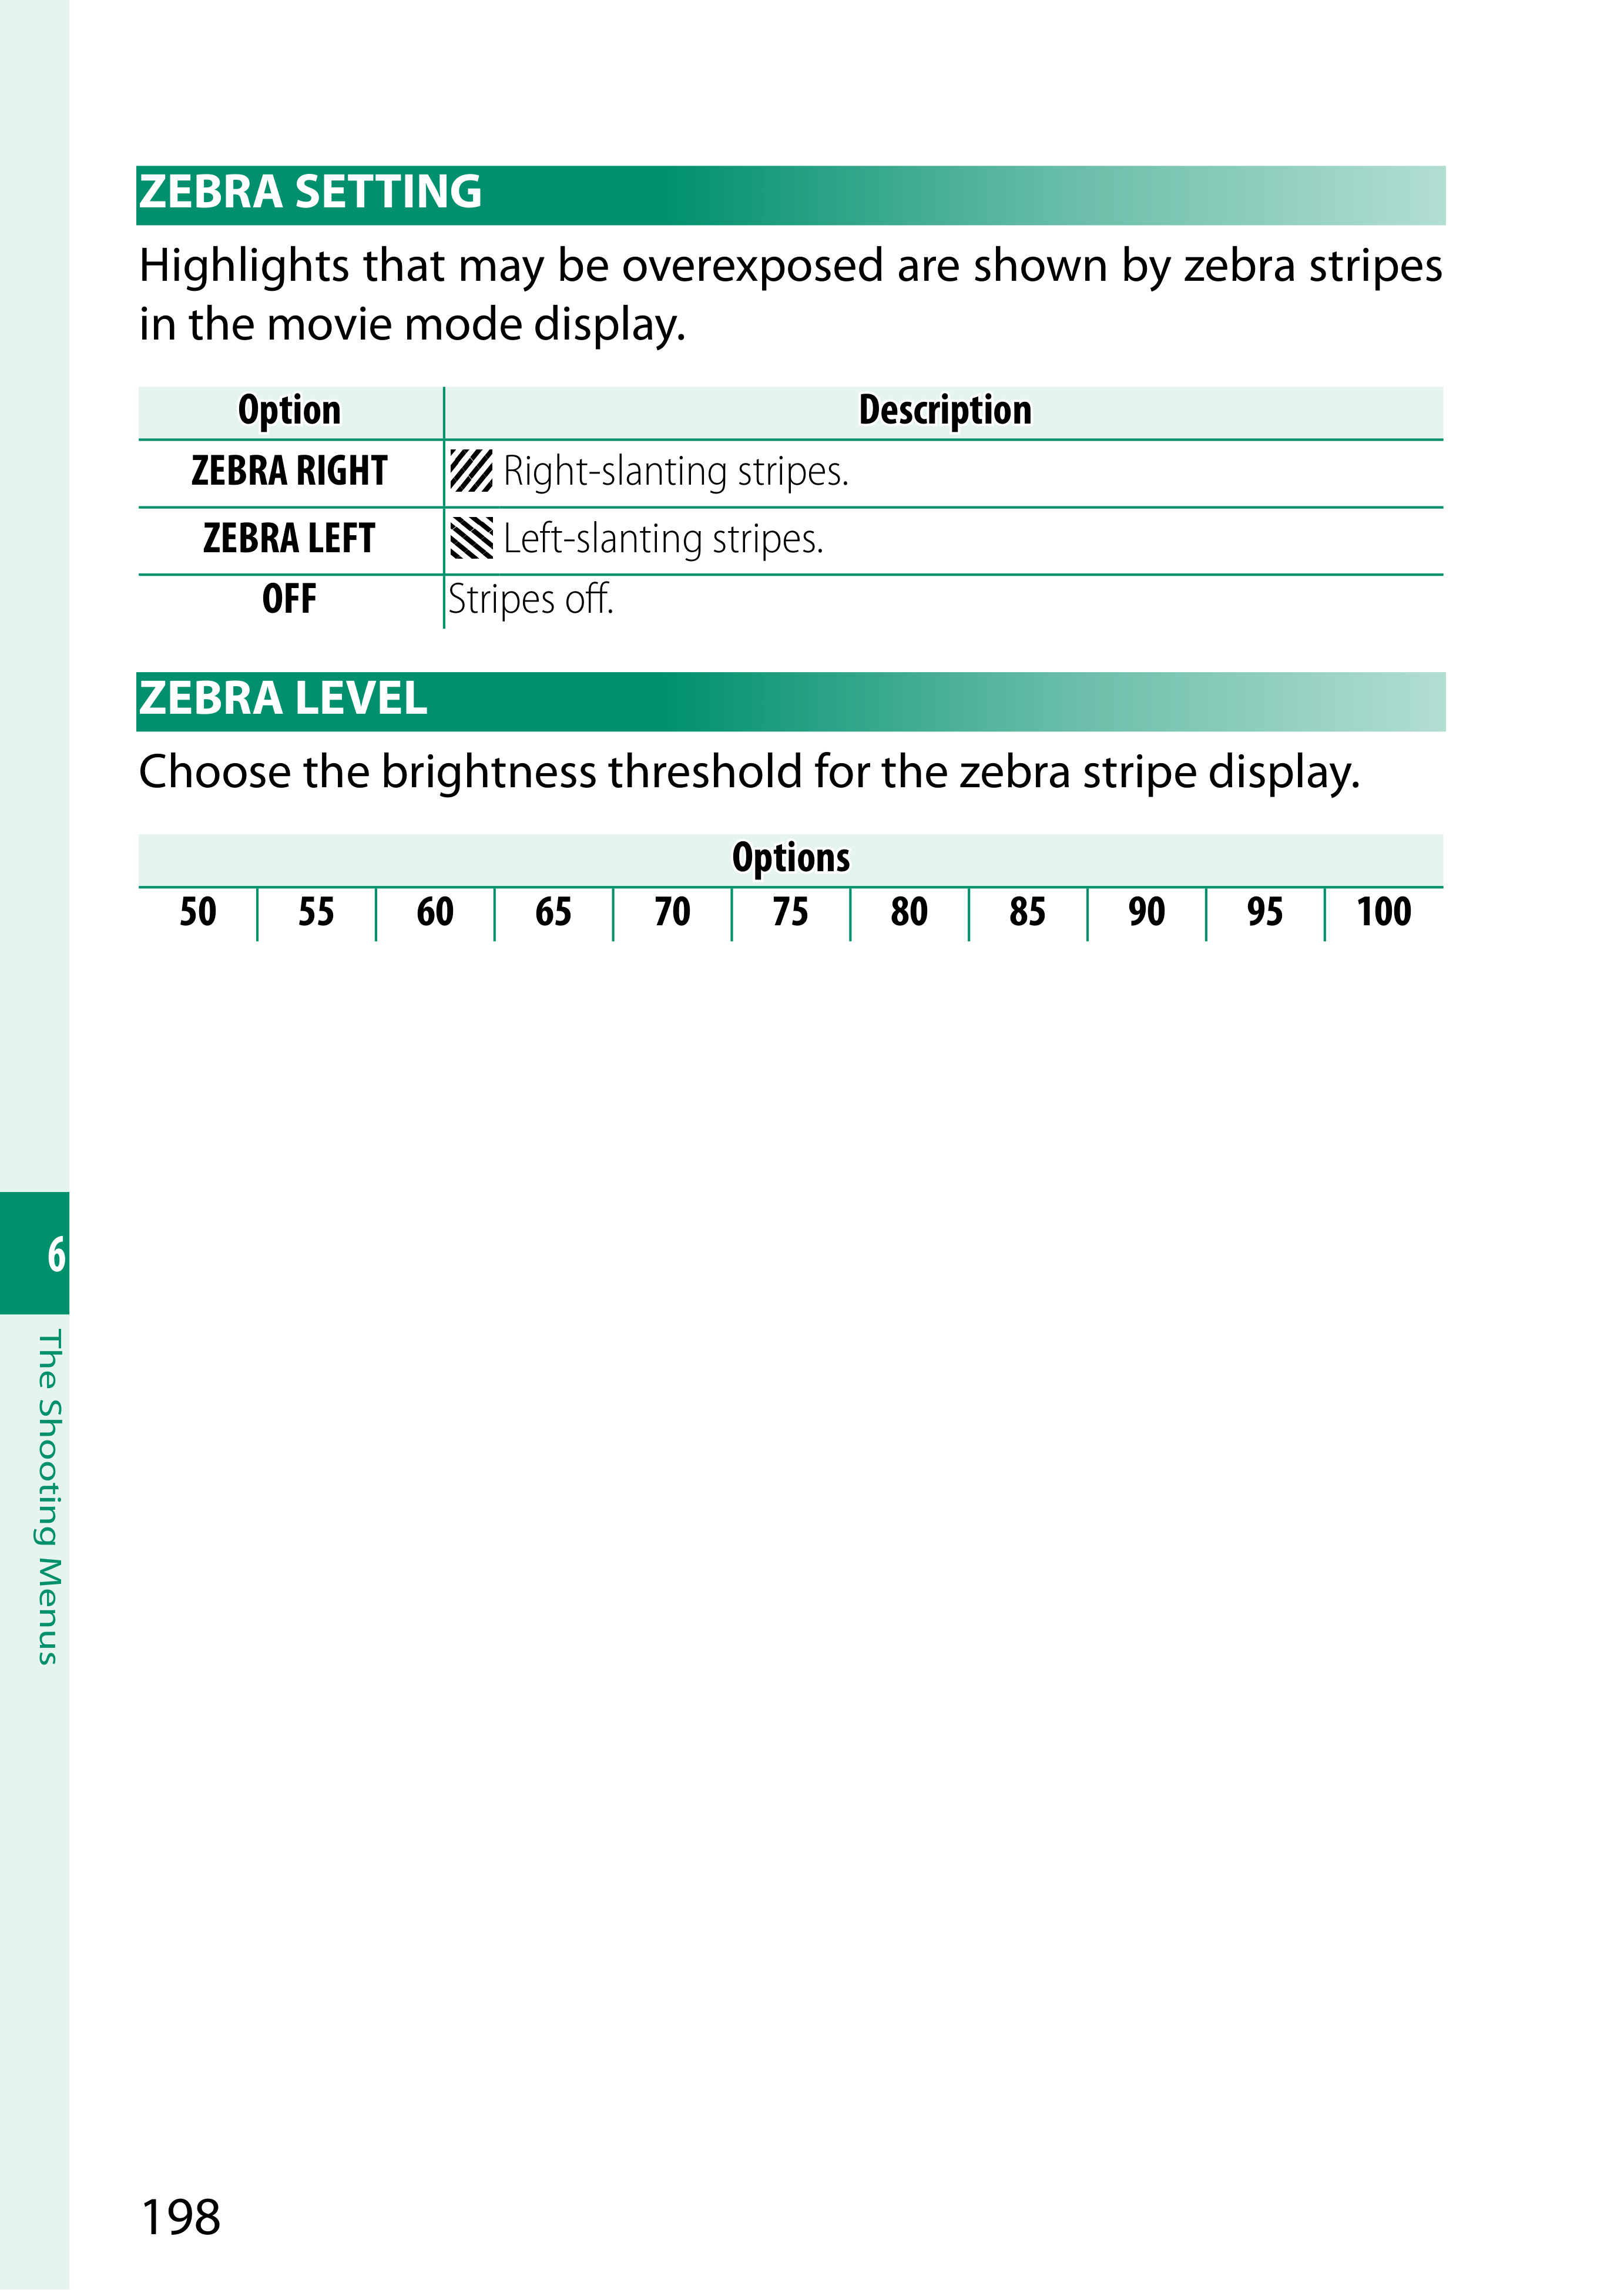 ZEBRA SETTING
Highlights that may be overexposed are shown by zebra stripes
in the movie mode display.
Option Description
ZEBRA RIGHT Right-slanting stripes.
ZEBRA LEFT Left-slanting stripes.
OFF Stripes off.
ZEBRA LEVEL
Choose the brightness threshold for the zebra stripe display.
Options
50 55 60 65 70 75 80 85 90 95 100
6
The Shooting Menus
198